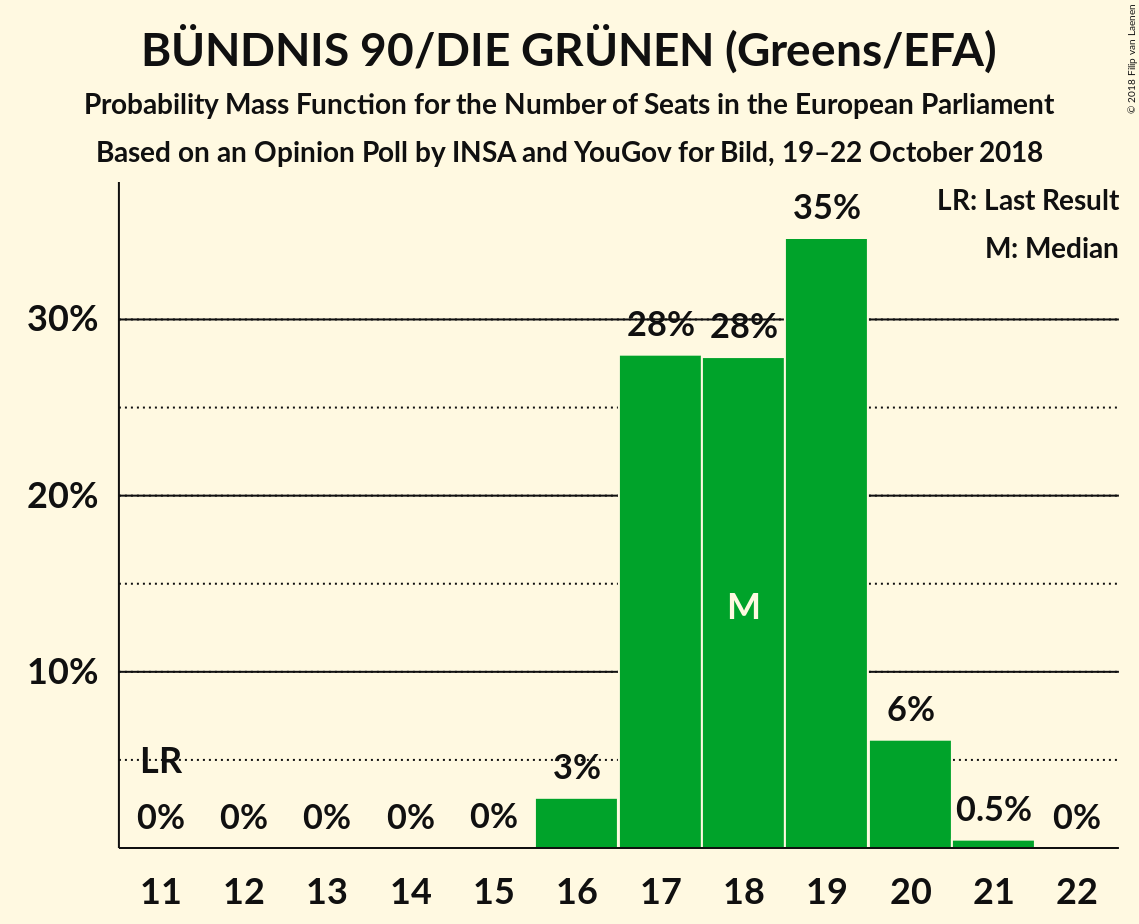 BÜNDNIS 90/DIE GRÜNEN (Greens/EFA)
Probability Mass Function for the Number of Seats in the European Parliament
Based on an Opinion Poll by INSA and YouGov for Bild, 19–22 October 2018
© 2018 Filip van Laenen
LR: Last Result
M: Median
35%
30%
28% 28%
20%
M
10%
6%
LR
3%
0% 0% 0% 0% 0% 0.5% 0%
11 12 13 14 15 16 17 18 19 20 21 22